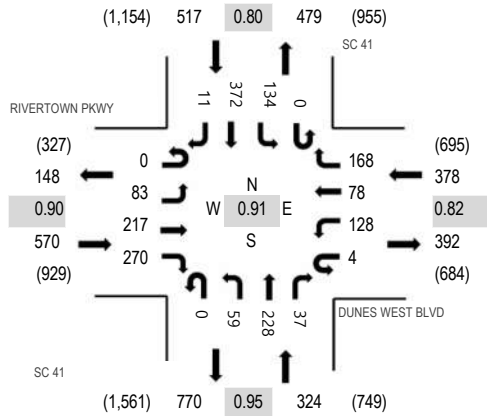 (1,154) 517 0.80 479 (955)
SC 41
11 372 134 0
RIVERTOWN PKWY
(327)
148
0.90
570
(929)
0
83
217
270
N
W 0.91 E
S
168
78
128
4
(695)
378
0.82
392
(684)
0 59 228 37
DUNES WEST BLVD
SC 41
(1,561) 770 0.95 324 (749)